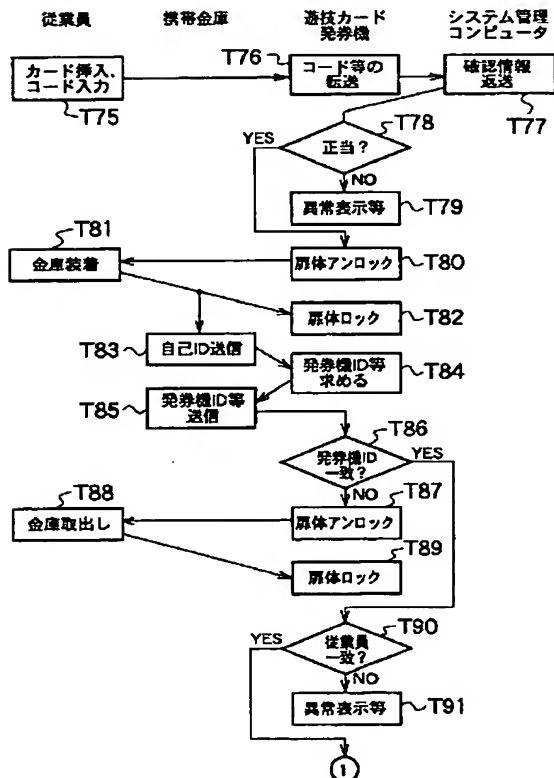 従業員
携帯金庫
遊技カード
発券機
システム管理
コンピュータ
カード挿入、
コード入力
T75
T76
コード等の
転送
確認情報
返送
T77
T78
YES
正当?
NO
異常表示等
T79
T81
金庫装着
扉体アンロック
T80
扉体ロック
T82
T83
自己ID送信
発券機ID等
求める
T84
T85
発券機ID等
送信
T86
発券機ID
一致?
YES
NO
T88
金庫取出し
T87
扉体アンロック
T89
扉体ロック
T90
YES
従業員
一致?
NO
異常表示等
T91
1